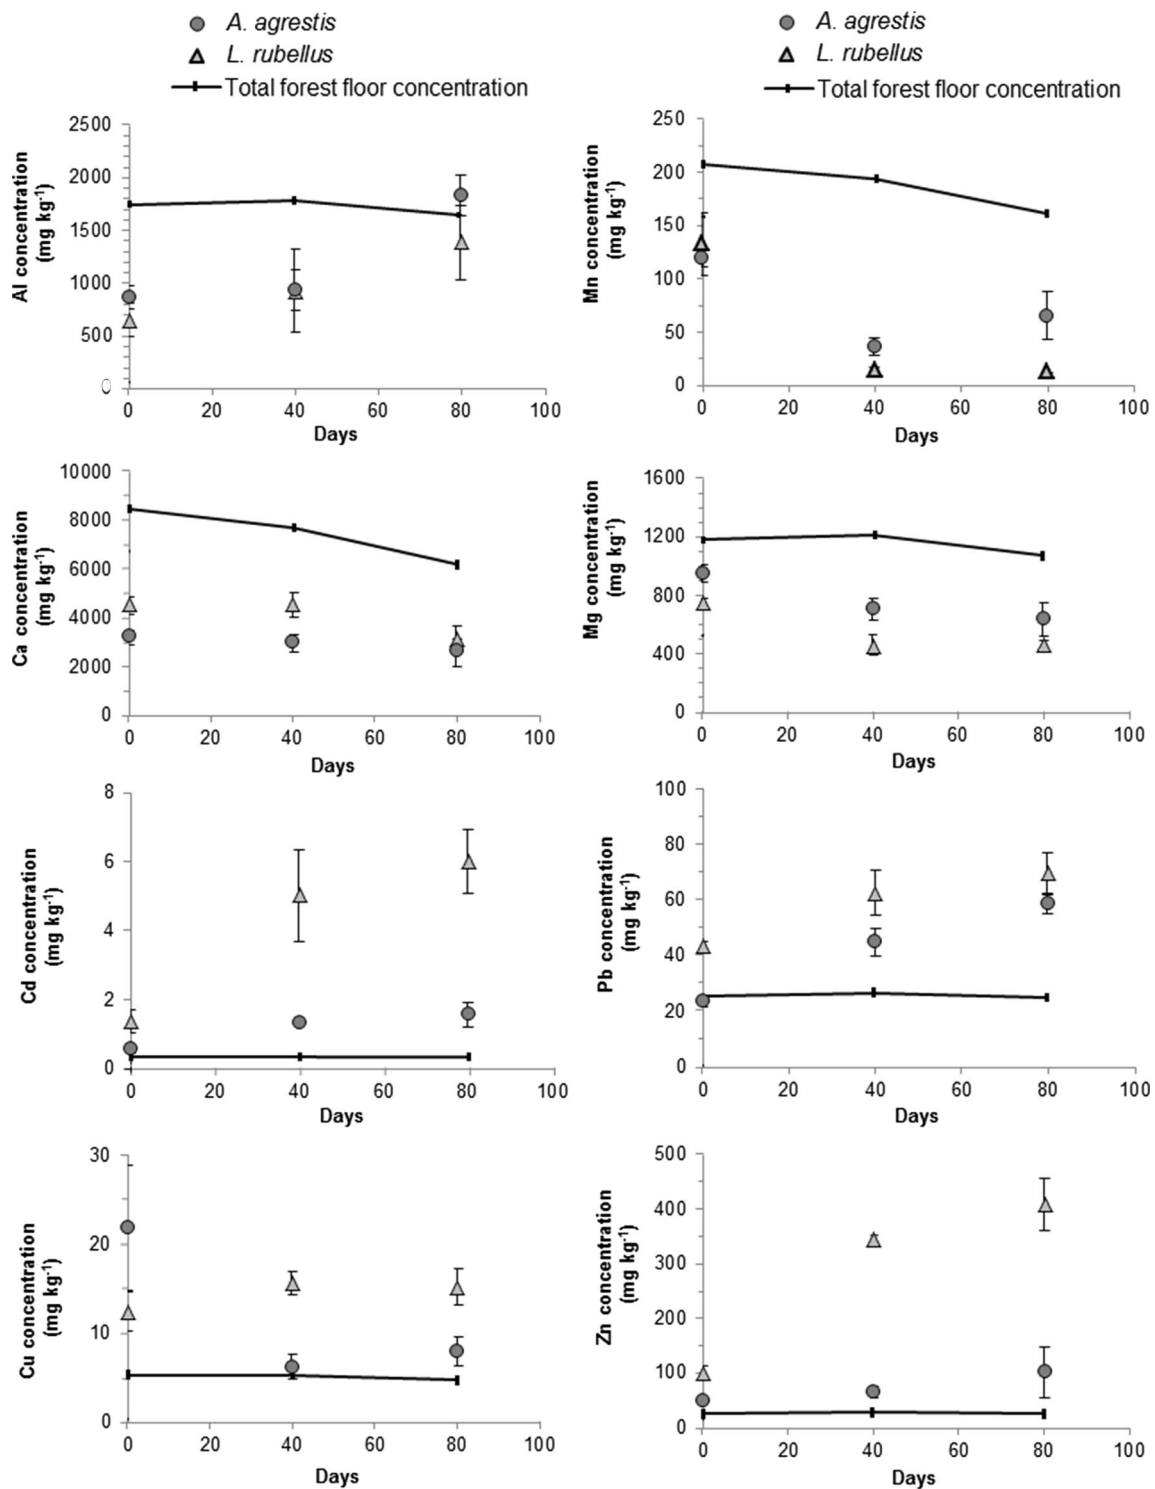 A. agrestis
L. rubellus
Total forest floor concentration
A. agrestis
L. rubellus
Total forest floor concentration
Al concentration
(mg kg-1)
2500
2000
1500
1000
500
0
0 20 40 60 80 100
Days
Mn concentration
(mg kg-1)
250
200
150
100
50
0
0 20 40 60 80 100
Days
Ca concentration
(mg kg-1)
10000
8000
6000
4000
2000
0
0 20 40 60 80 100
Days
Mg concentration
(mg kg-1)
1600
1200
800
400
0
0 20 40 60 80 100
Days
Cd concentration
(mg kg-1)
8
6
4
2
0
0 20 40 60 80 100
Days
Pb concentration
(mg kg-1)
100
80
60
40
20
0
0 20 40 60 80 100
Days
Cu concentration
(mg kg-1)
30
20
10
0
0 20 40 60 80 100
Days
Zn concentration
(mg kg-1)
500
400
300
200
100
0
0 20 40 60 80 100
Days